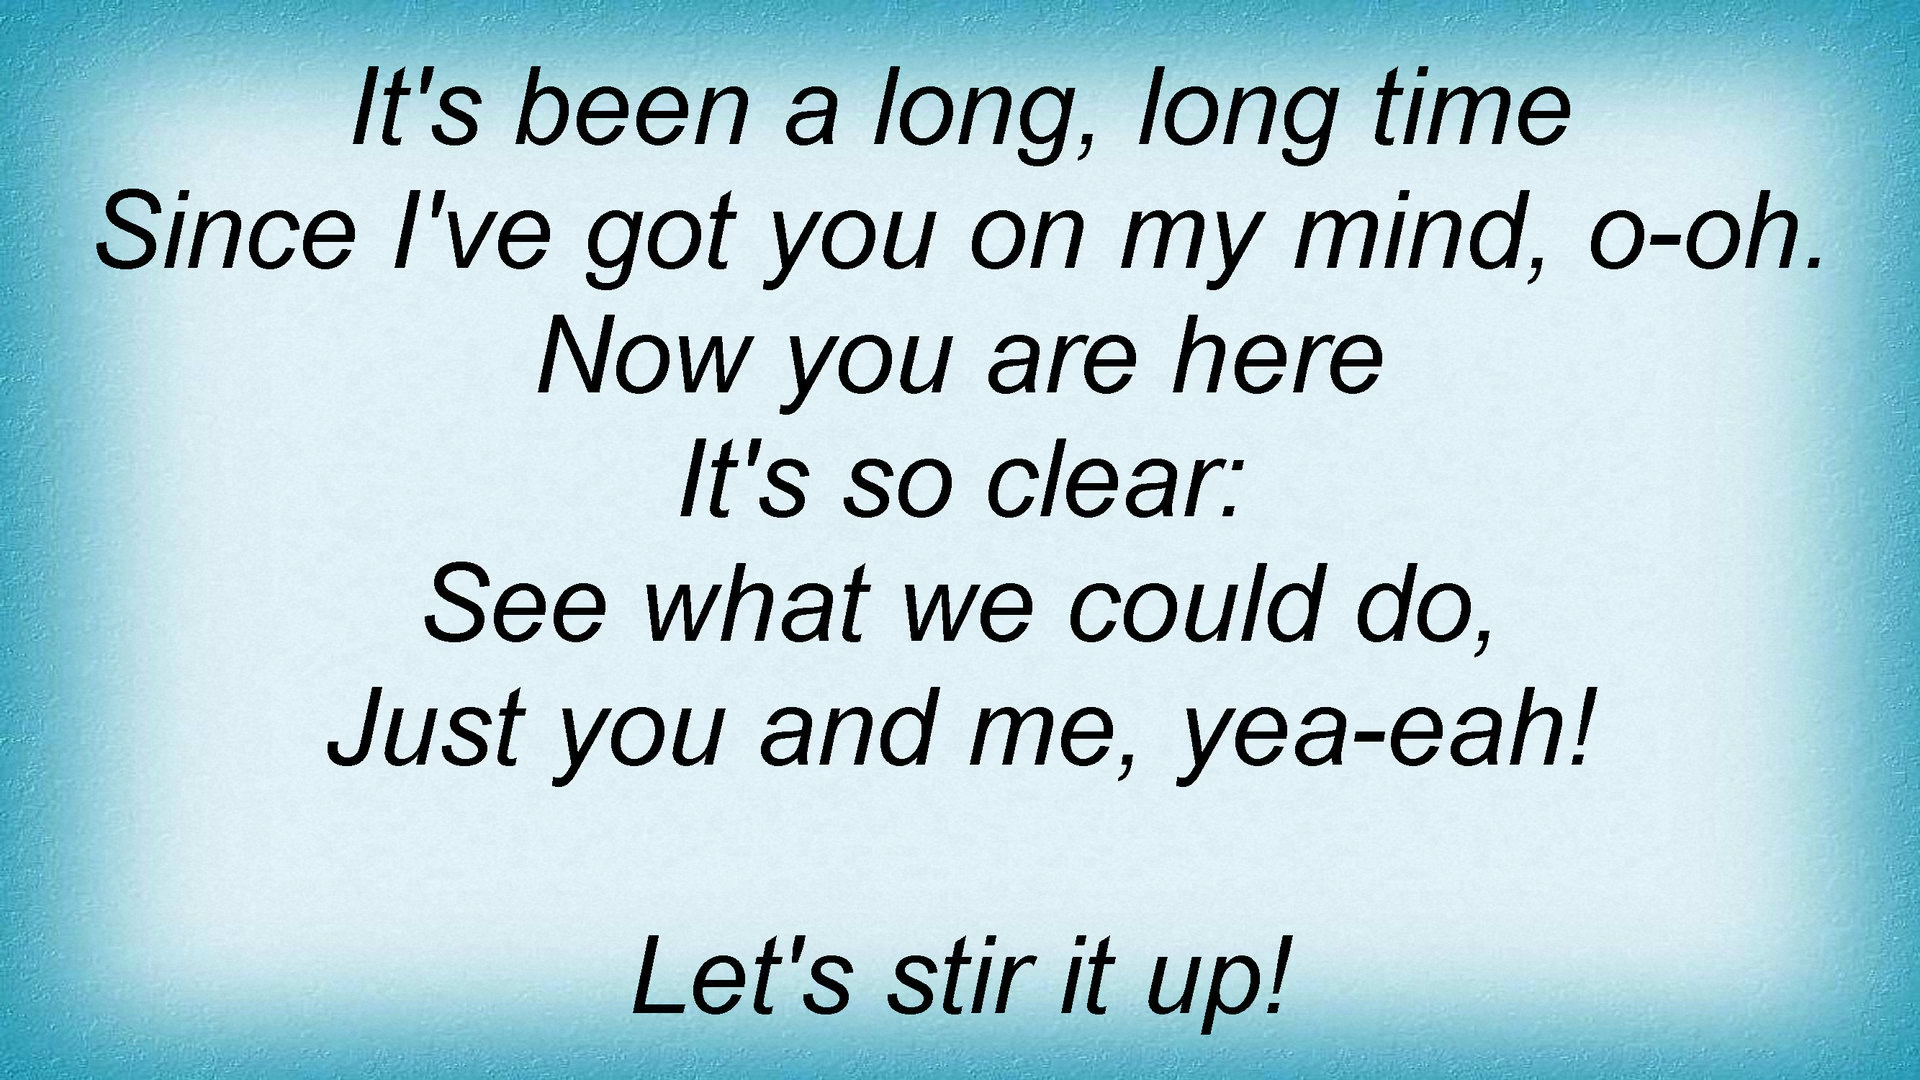 It's been a long, long time
Since I've got you on my mind, o-oh.
Now you are here
It's so clear:
See what we could do,
Just you and me, yea-eah!
Let's stir it up!